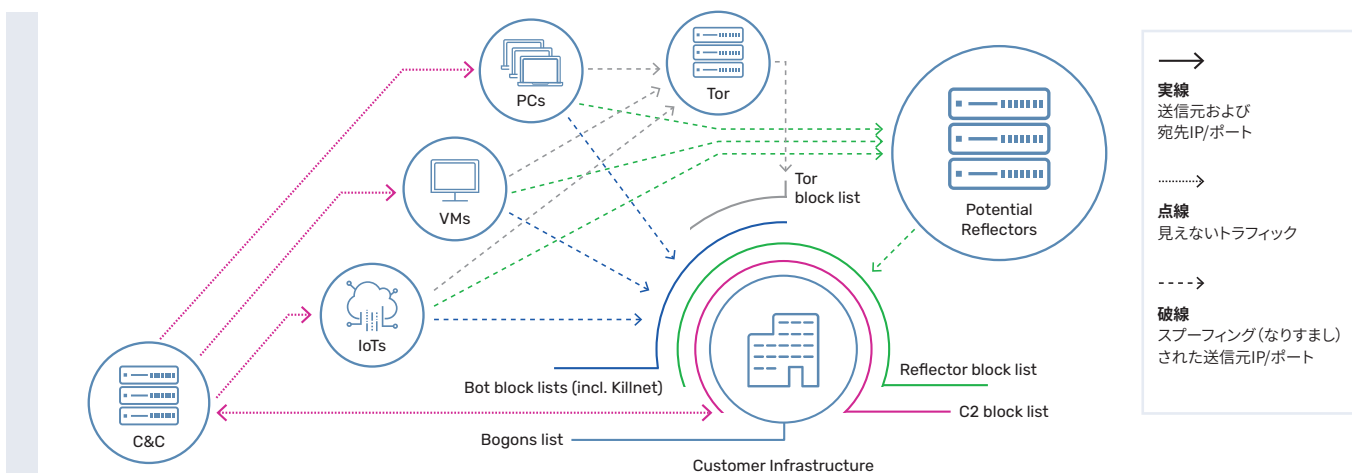 PCs
Tor
VMs
IoTs
C&C
Potential
Reflectors
Tor
block list
Bot block lists (incl. Killnet)
Reflector block list
C2 block list
Bogons list
Customer Infrastructure
実線
送信元および
宛先IP/ポート
点線
見えないトラフィック
破線
スプーフィング(なりすまし)
された送信元IP/ポート